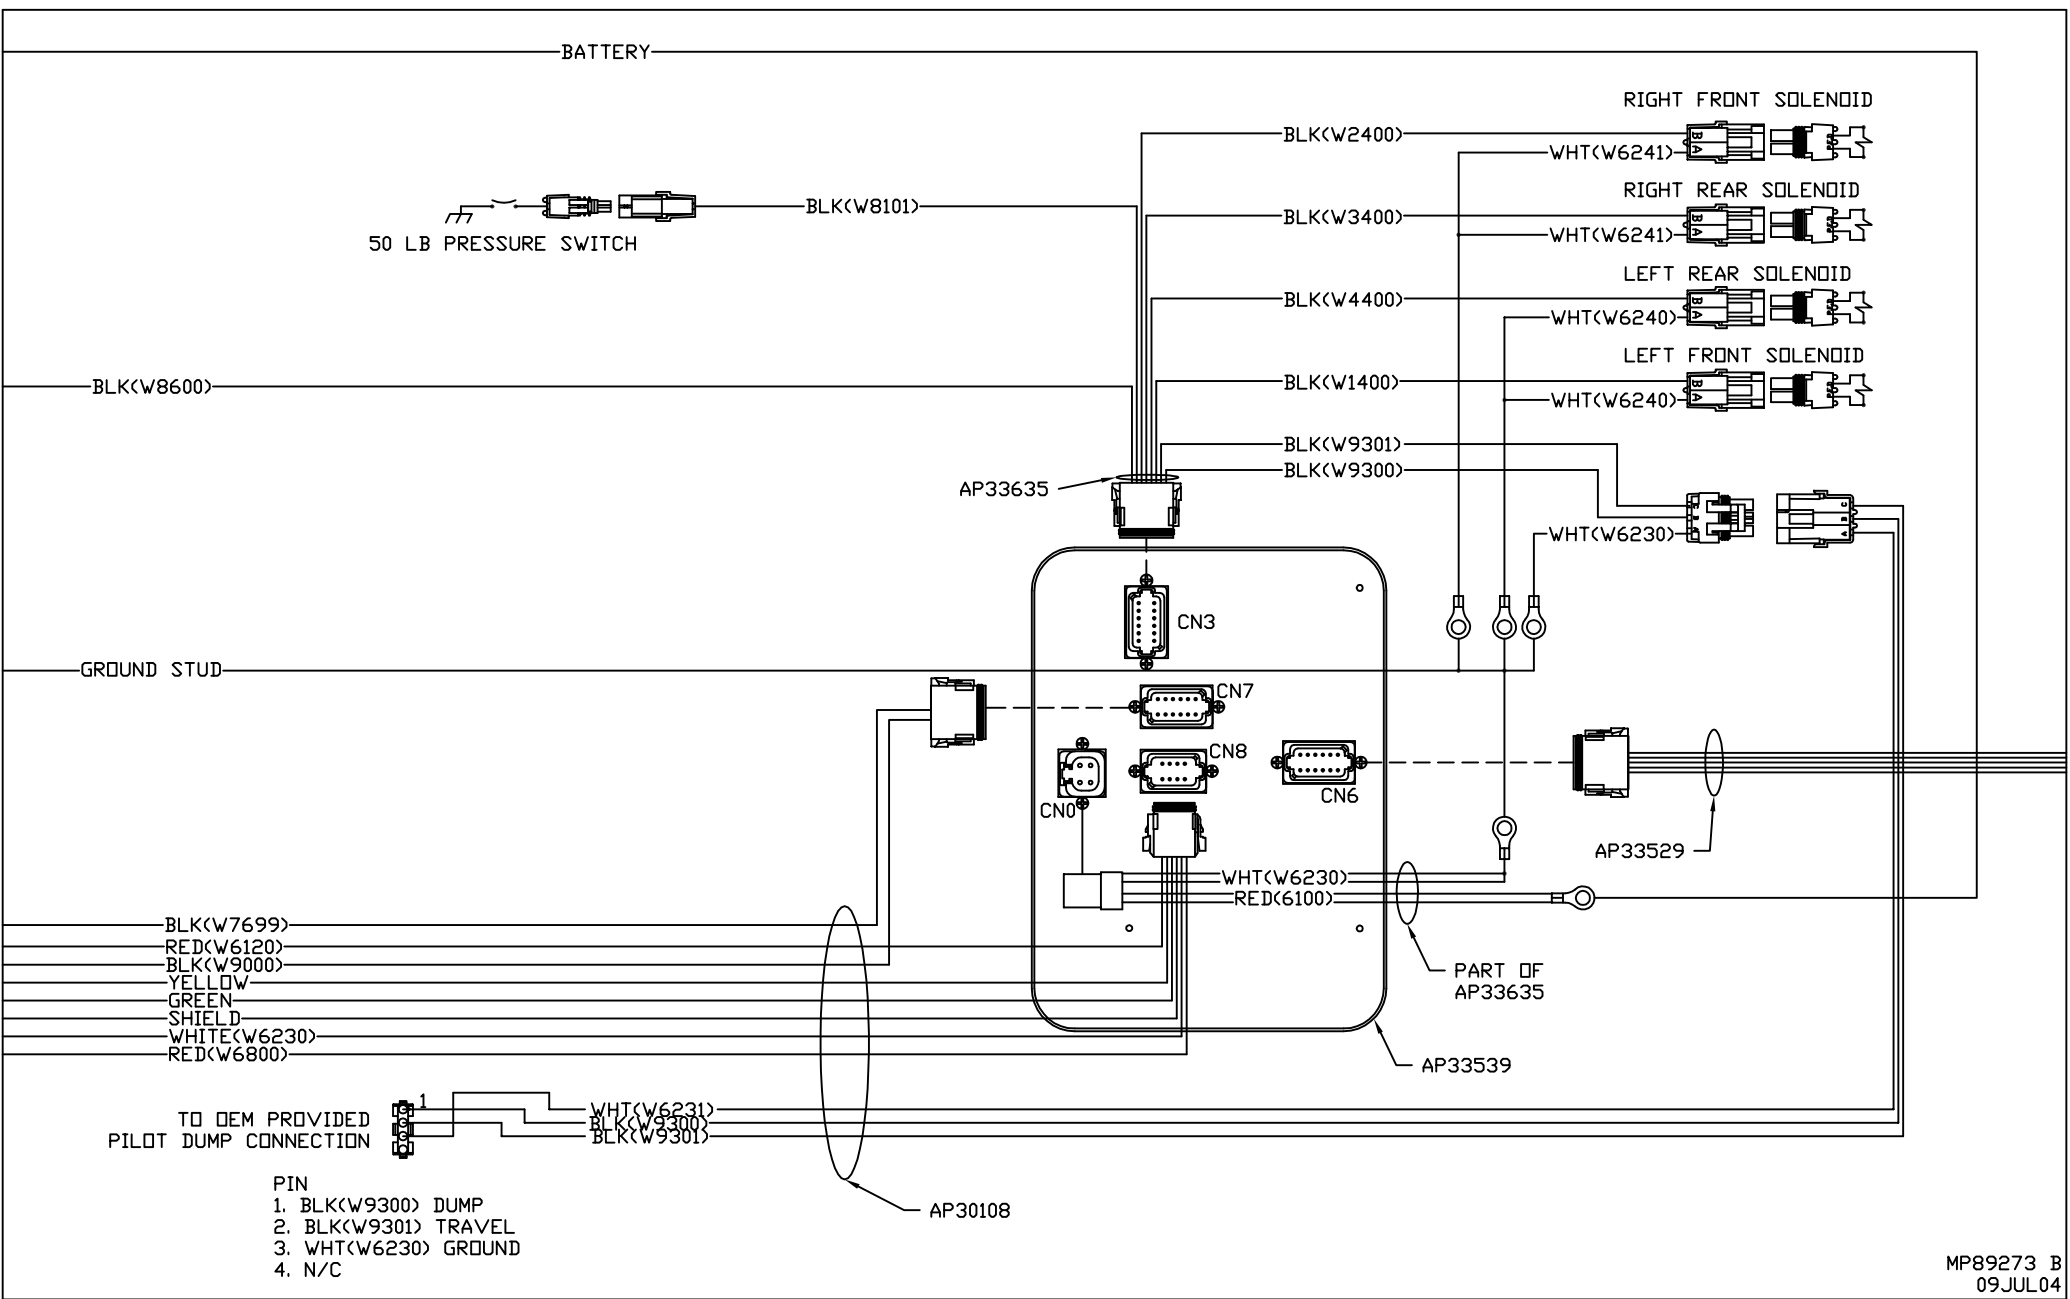 BATTERY
RIGHT FRONT SOLENOID
BLK(W2400)
B
WHT(W6241)
A
RIGHT REAR SOLENOID
BLK(W8101)
BLK(W3400)
B
WHT(W6241)
A
50 LB PRESSURE SWITCH
LEFT REAR SOLENOID
BLK(W4400)
B
WHT(W6240)
A
LEFT FRONT SOLENOID
BLK(W8600)
BLK(W1400)
B
WHT(W6240)
A
BLK(W9301)
BLK(W9300)
AP33635
C
B
A
C
B
A
WHT(W6230)
CN3
GROUND STUD
CN7
CN8
CN6
CN0
AP33529
WHT(W6230)
RED(6100)
BLK(W7699)
RED(W6120)
BLK(W9000)
YELLOW
GREEN
SHIELD
WHITE(W6230)
RED(W6800)
PART OF
AP33635
AP33539
1
TO OEM PROVIDED
PILOT DUMP CONNECTION
WHT(W6231)
BLK(W9300)
BLK(W9301)
PIN
1. BLK(W9300) DUMP
2. BLK(W9301) TRAVEL
3. WHT(W6230) GROUND
4. N/C
AP30108
MP89273 B
09JUL04